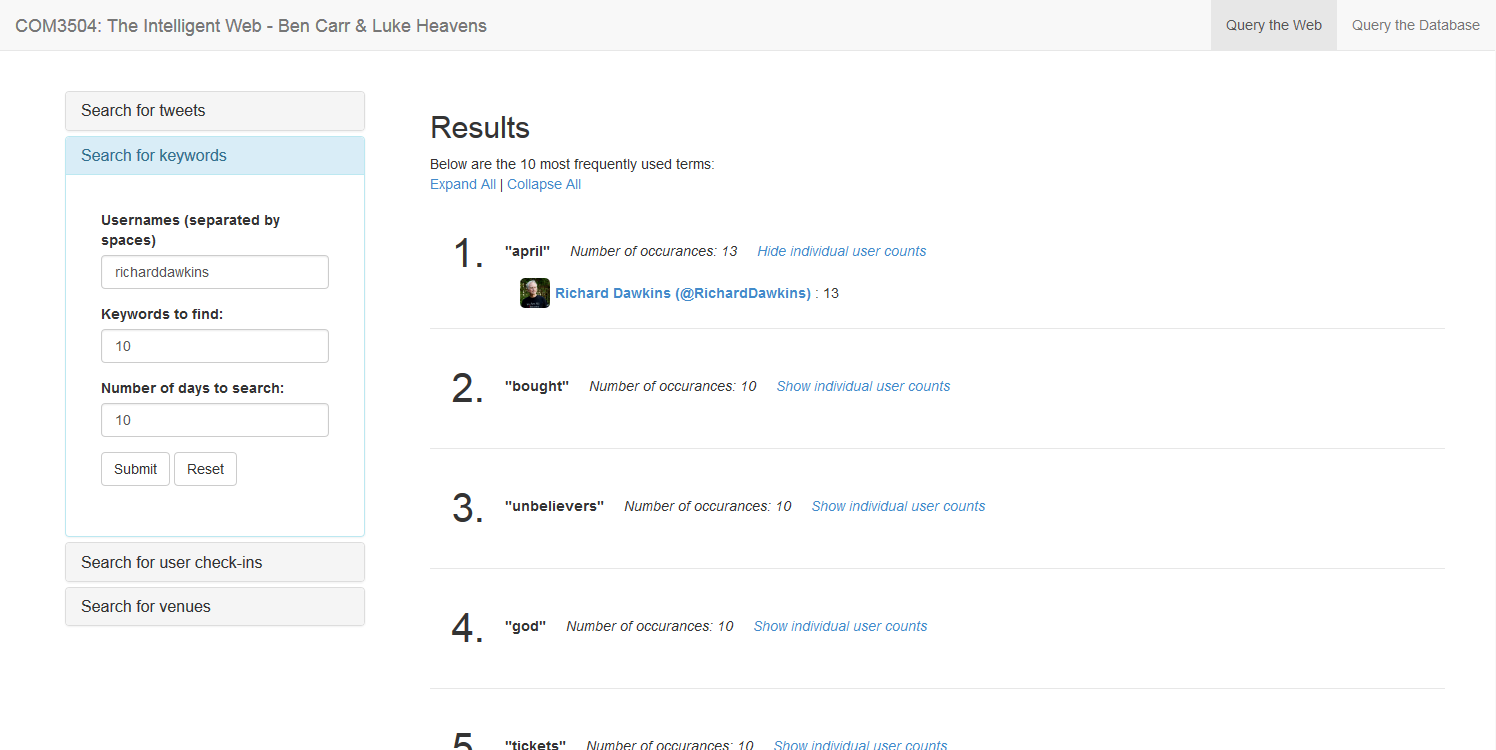 COM3504: The Intelligent Web - Ben Carr & Luke Heavens
Query the Web
Query the Database
Search for tweets
Search for keywords
Usernames (separated by
spaces)
richarddawkins
Keywords to find:
10
Number of days to search:
10
Submit
Reset
Search for user check-ins
Search for venues
Results
Below are the 10 most frequently used terms:
Expand All | Collapse All
1. "april" Number of occurances: 13 Hide individual user counts
Richard Dawkins (@RichardDawkins) : 13
2. "bought" Number of occurances: 10 Show individual user counts
3. "unbelievers" Number of occurances: 10 Show individual user counts
4. "god" Number of occurances: 10 Show individual user counts
5. "tickets" Number of occurances: 10 Show individual user counts